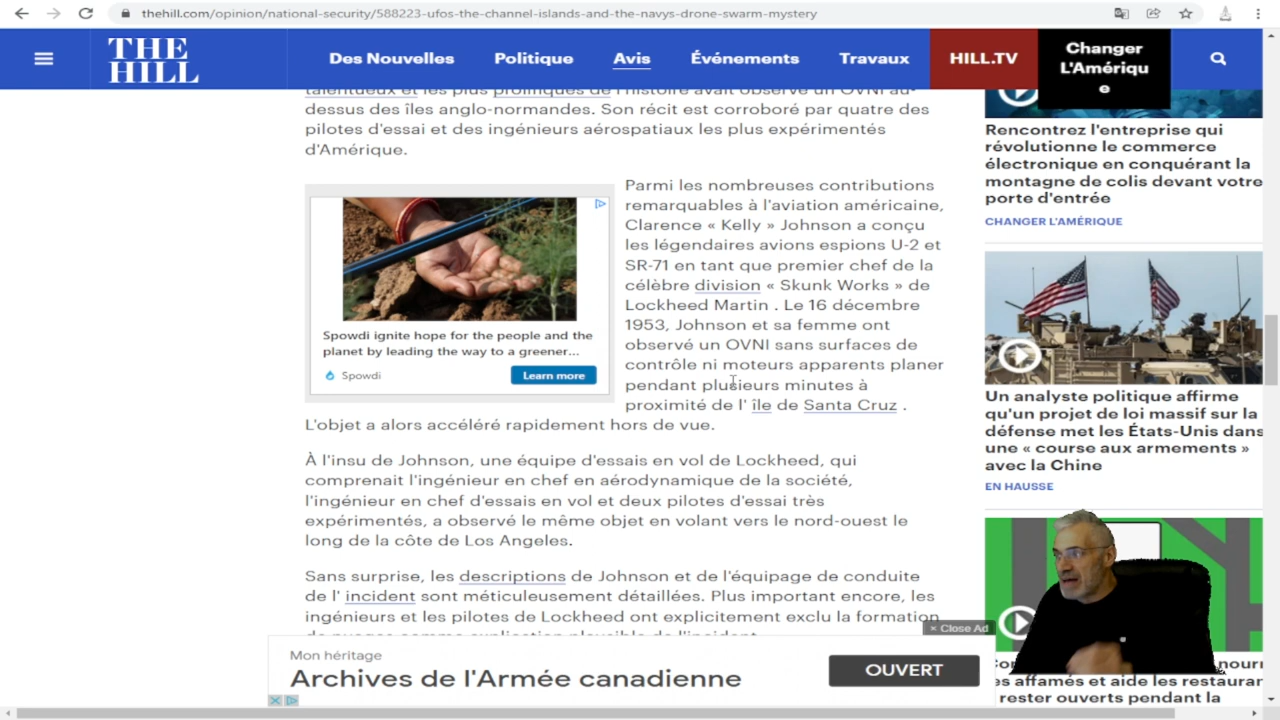 thehill.com/opinion/national-security/588223-ufos-the-channel-islands-and-the-navys-drone-swarm-mystery
THE
HILL
Des Nouvelles
Politique
Avis
Événements
Travaux
HILL.TV
Changer
L'Amériqu
e
talentueux et les plus prolifiques de l'histoire avait observé un OVNI au-
dessus des îles anglo-normandes. Son récit est corroboré par quatre des
pilotes d'essai et des ingénieurs aérospatiaux les plus expérimentés
d'Amérique.
Spowdi ignite hope for the people and the
planet by leading the way to a greener...
Spowdi
Learn more
Parmi les nombreuses contributions
remarquables à l'aviation américaine,
Clarence « Kelly » Johnson a conçu
les légendaires avions espions U-2 et
SR-71 en tant que premier chef de la
célèbre division « Skunk Works » de
Lockheed Martin . Le 16 décembre
1953, Johnson et sa femme ont
observé un OVNI sans surfaces de
contrôle ni moteurs apparents planer
pendant plusieurs minutes à
proximité de l' île de Santa Cruz .
L'objet a alors accéléré rapidement hors de vue.
À l'insu de Johnson, une équipe d'essais en vol de Lockheed, qui
comprenait l'ingénieur en chef en aérodynamique de la société,
l'ingénieur en chef d'essais en vol et deux pilotes d'essai très
expérimentés, a observé le même objet en volant vers le nord-ouest le
long de la côte de Los Angeles.
Sans surprise, les descriptions de Johnson et de l'équipage de conduite
de l' incident sont méticuleusement détaillées. Plus important encore, les
ingénieurs et les pilotes de Lockheed ont explicitement exclu la formation
Rencontrez l'entreprise qui
révolutionne le commerce
électronique en conquérant la
montagne de colis devant votre
porte d'entrée
CHANGER L'AMÉRIQUE
Un analyste politique affirme
qu'un projet de loi massif sur la
défense met les États-Unis dans
une « course aux armements »
avec la Chine
EN HAUSSE
es affamés et aide les restaurar
rester ouverts pendant la
× Close Ad
Mon héritage
Archives de l'Armée canadienne
OUVERT